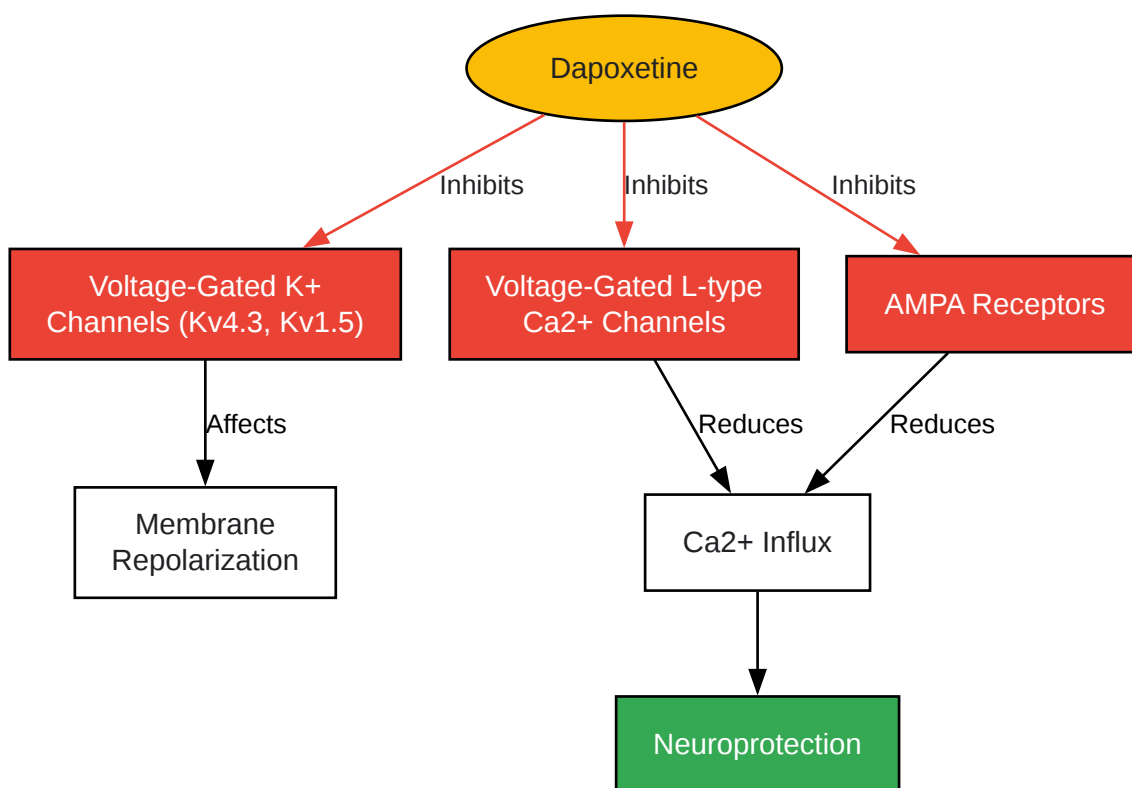 Dapoxetine
Inhibits
Inhibits
Inhibits
Voltage-Gated K+
Channels (Kv4.3, Kv1.5)
Voltage-Gated L-type
Ca2+ Channels
AMPA Receptors
Affects
Reduces
Reduces
Membrane
Repolarization
Ca2+ Influx
Neuroprotection